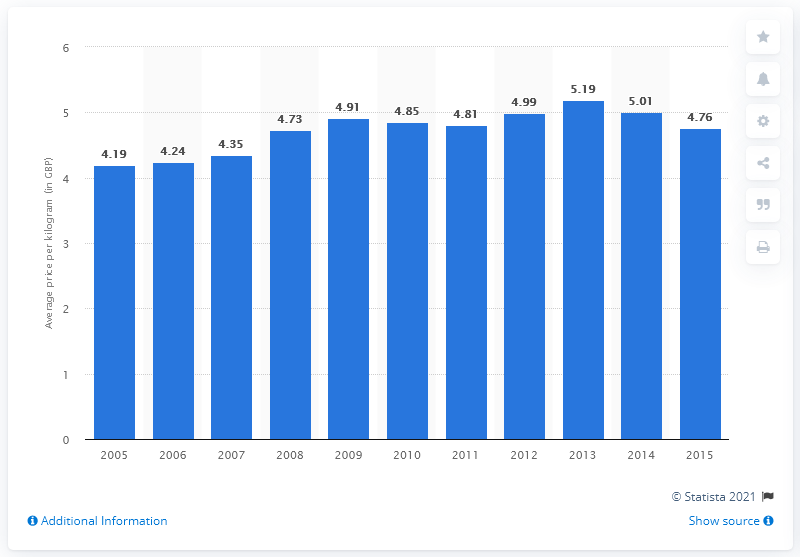 6
5
4
3
2
1
0
Average price per kilogram (in GBP)
4.19 4.24 4.35 4.73 4.91 4.85 4.81 4.99 5.19 5.01 4.76
2005 2006 2007 2008 2009 2010 2011 2012 2013 2014 2015
© Statista 2021
Additional Information
Show source